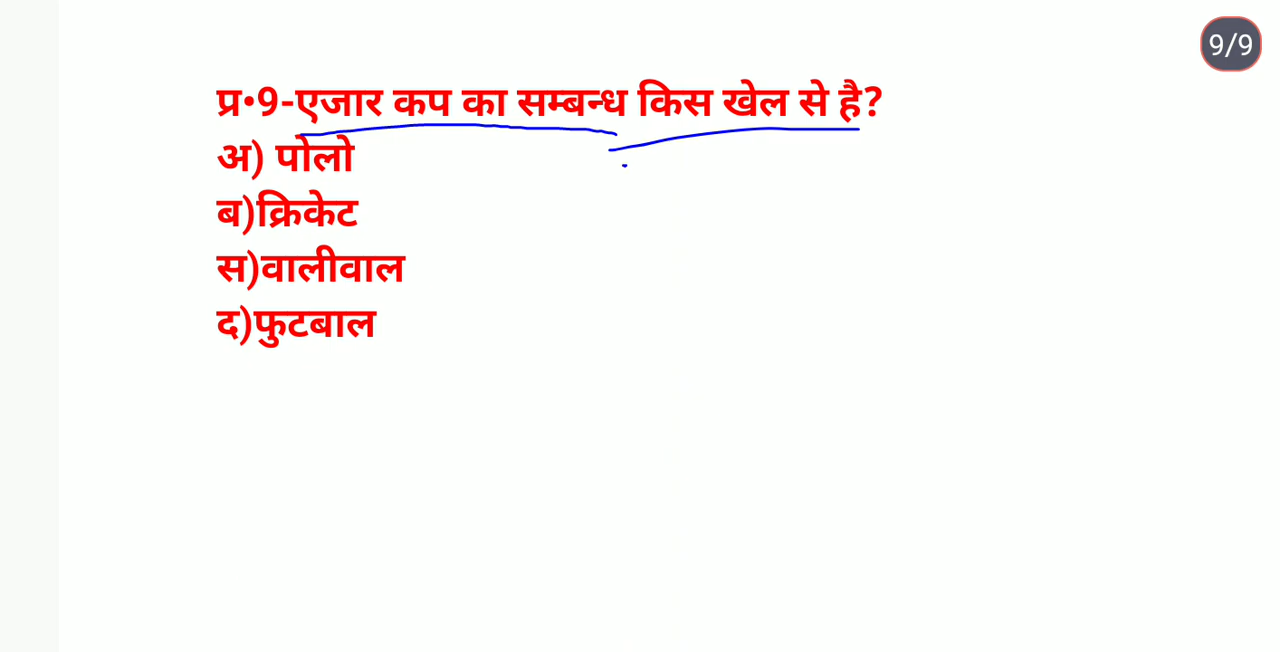 9/9
प्र•9-एजार कप का सम्बन्ध किस खेल से है?
अ) पोलो
ब)क्रिकेट
स)वालीवाल
द)फुटबाल